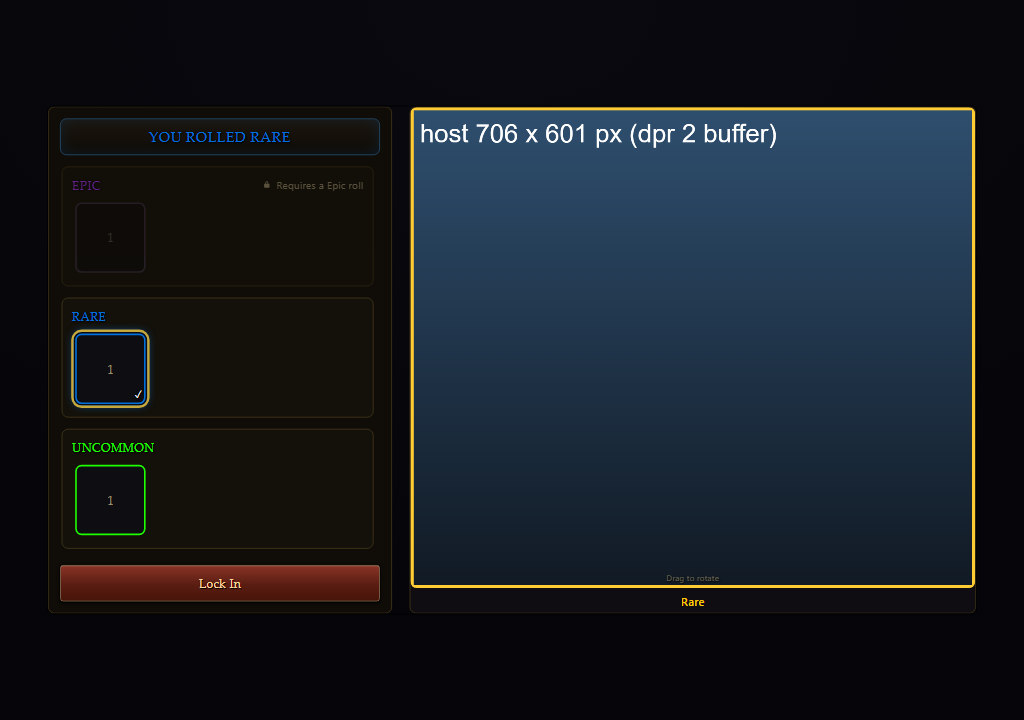 YOU ROLLED RARE
EPIC
Requires a Epic roll
1
RARE
1
✓
UNCOMMON
1
Lock In
host 706 x 601 px (dpr 2 buffer)
Drag to rotate
Rare